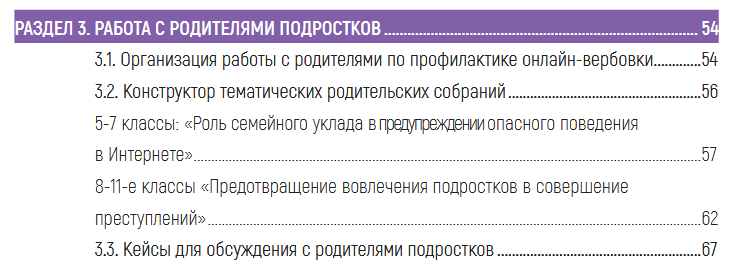 РАЗДЕЛ 3. РАБОТА С РОДИТЕЛЯМИ ПОДРОСТКОВ ........ 54
3.1. Организация работы с родителями по профилактике онлайн-вербовки........54
3.2. Конструктор тематических родительских собраний ........ 56
5-7 классы: «Роль семейного уклада в предупреждении опасного поведения
в Интернете»........57
8-11-е классы «Предотвращение вовлечения подростков в совершение
преступлений»........62
3.3. Кейсы для обсуждения с родителями подростков ........67